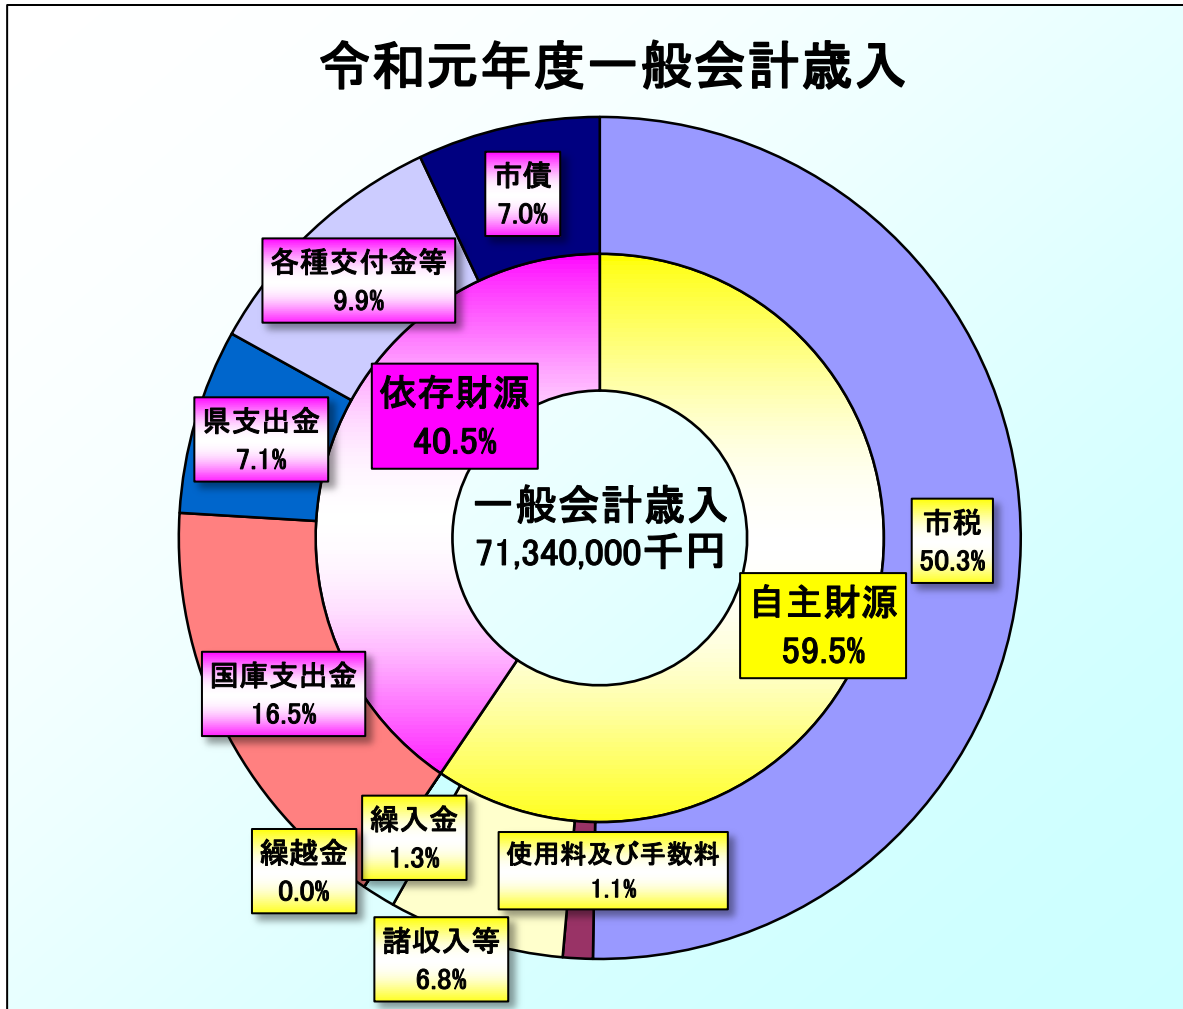 令和元年度一般会計歳入
市債
7.0%
各種交付金等
9.9%
依存財源
40.5%
県支出金
7.1%
一般会計歳入
71,340,000千円
市税
50.3%
自主財源
59.5%
国庫支出金
16.5%
繰入金
1.3%
繰越金
0.0%
使用料及び手数料
1.1%
諸収入等
6.8%